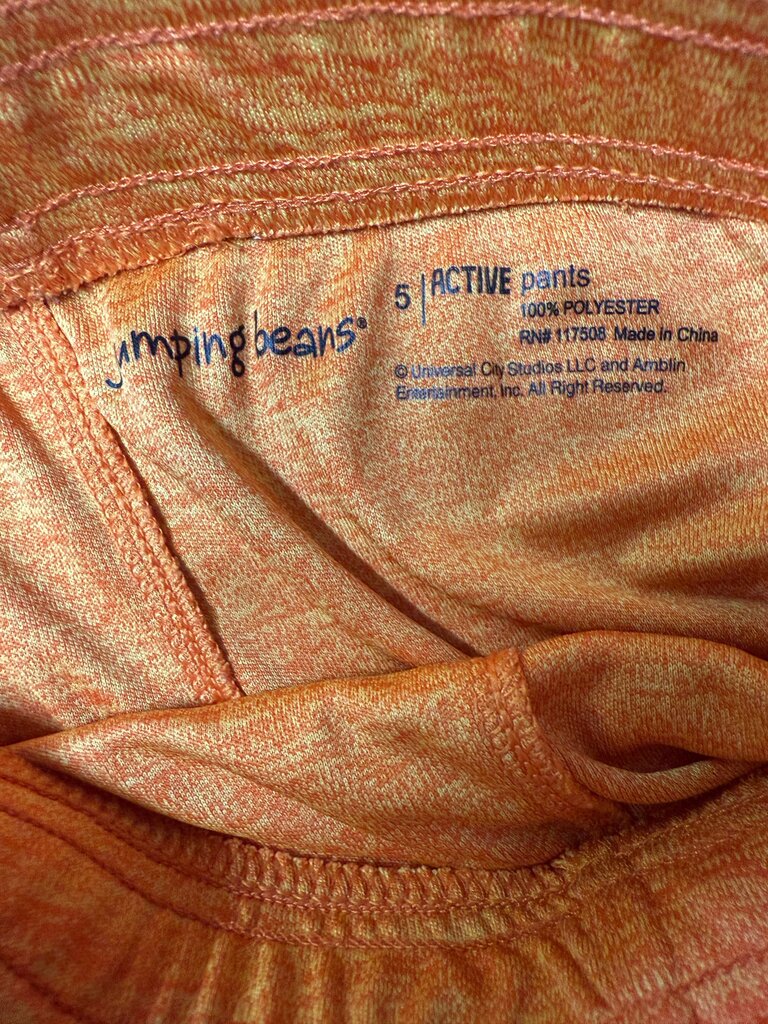 jumping beans®
5 | ACTIVE pants
100% POLYESTER
RN# 117508 Made in China
© Universal City Studios LLC and Amblin
Entertainment, Inc. All Right Reserved.